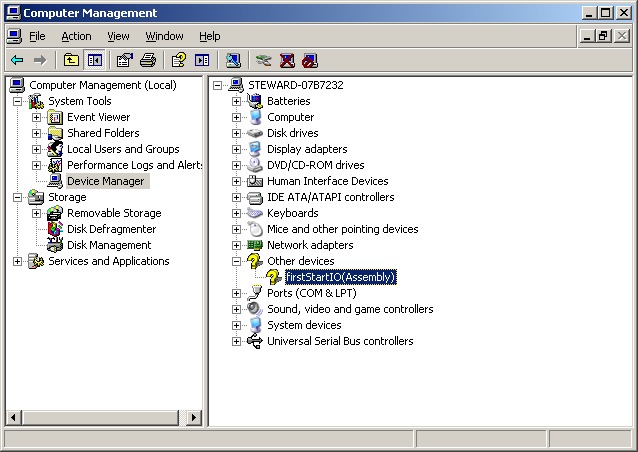 Computer Management
File Action View Window Help
Computer Management (Local)
System Tools
Event Viewer
Shared Folders
Local Users and Groups
Performance Logs and Alerts
Device Manager
Storage
Removable Storage
Disk Defragmenter
Disk Management
Services and Applications
STEWARD-07B7232
Batteries
Computer
Disk drives
Display adapters
DVD/CD-ROM drives
Human Interface Devices
IDE ATA/ATAPI controllers
Keyboards
Mice and other pointing devices
Network adapters
Other devices
firstStartIO(Assembly)
Ports (COM & LPT)
Sound, video and game controllers
System devices
Universal Serial Bus controllers